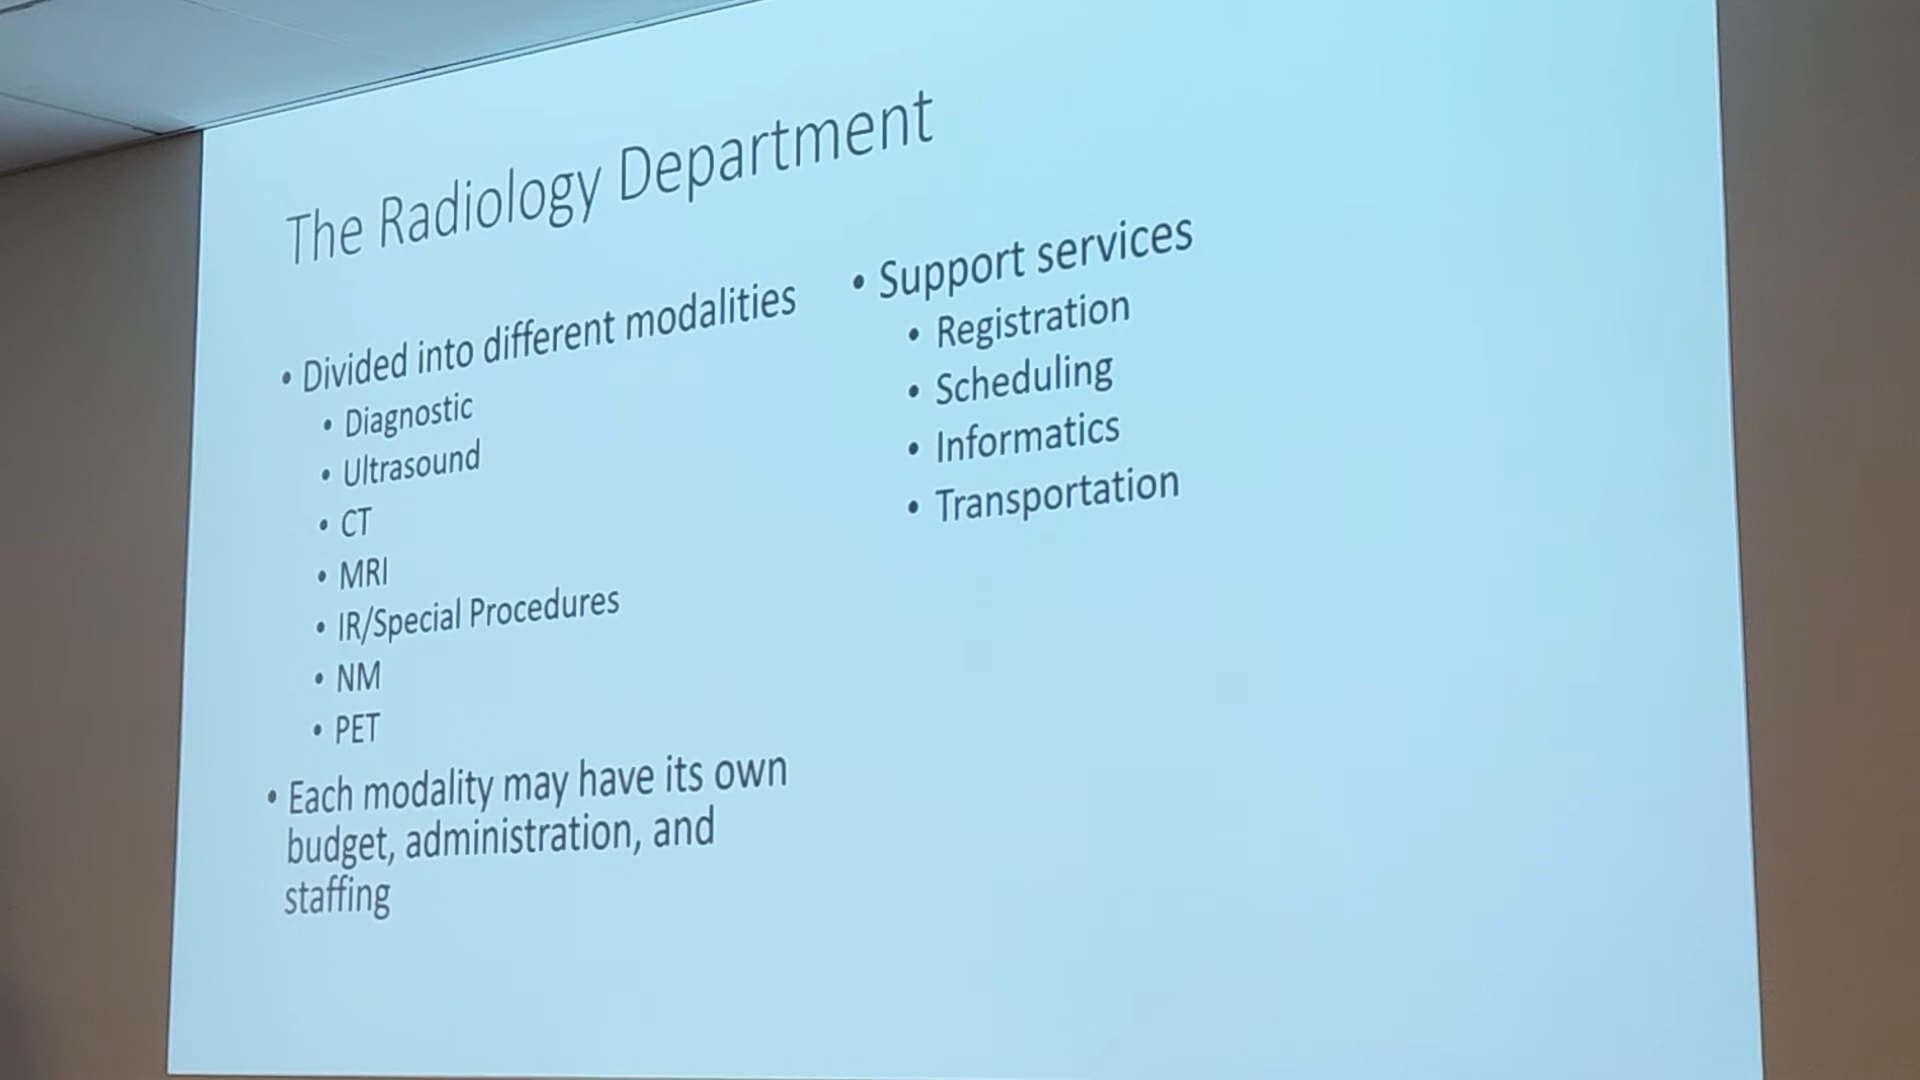 The Radiology Department
• Divided into different modalities
• Diagnostic
• Ultrasound
• CT
• MRI
• IR/Special Procedures
• NM
• PET
• Each modality may have its own
budget, administration, and
staffing
• Support services
• Registration
• Scheduling
• Informatics
• Transportation